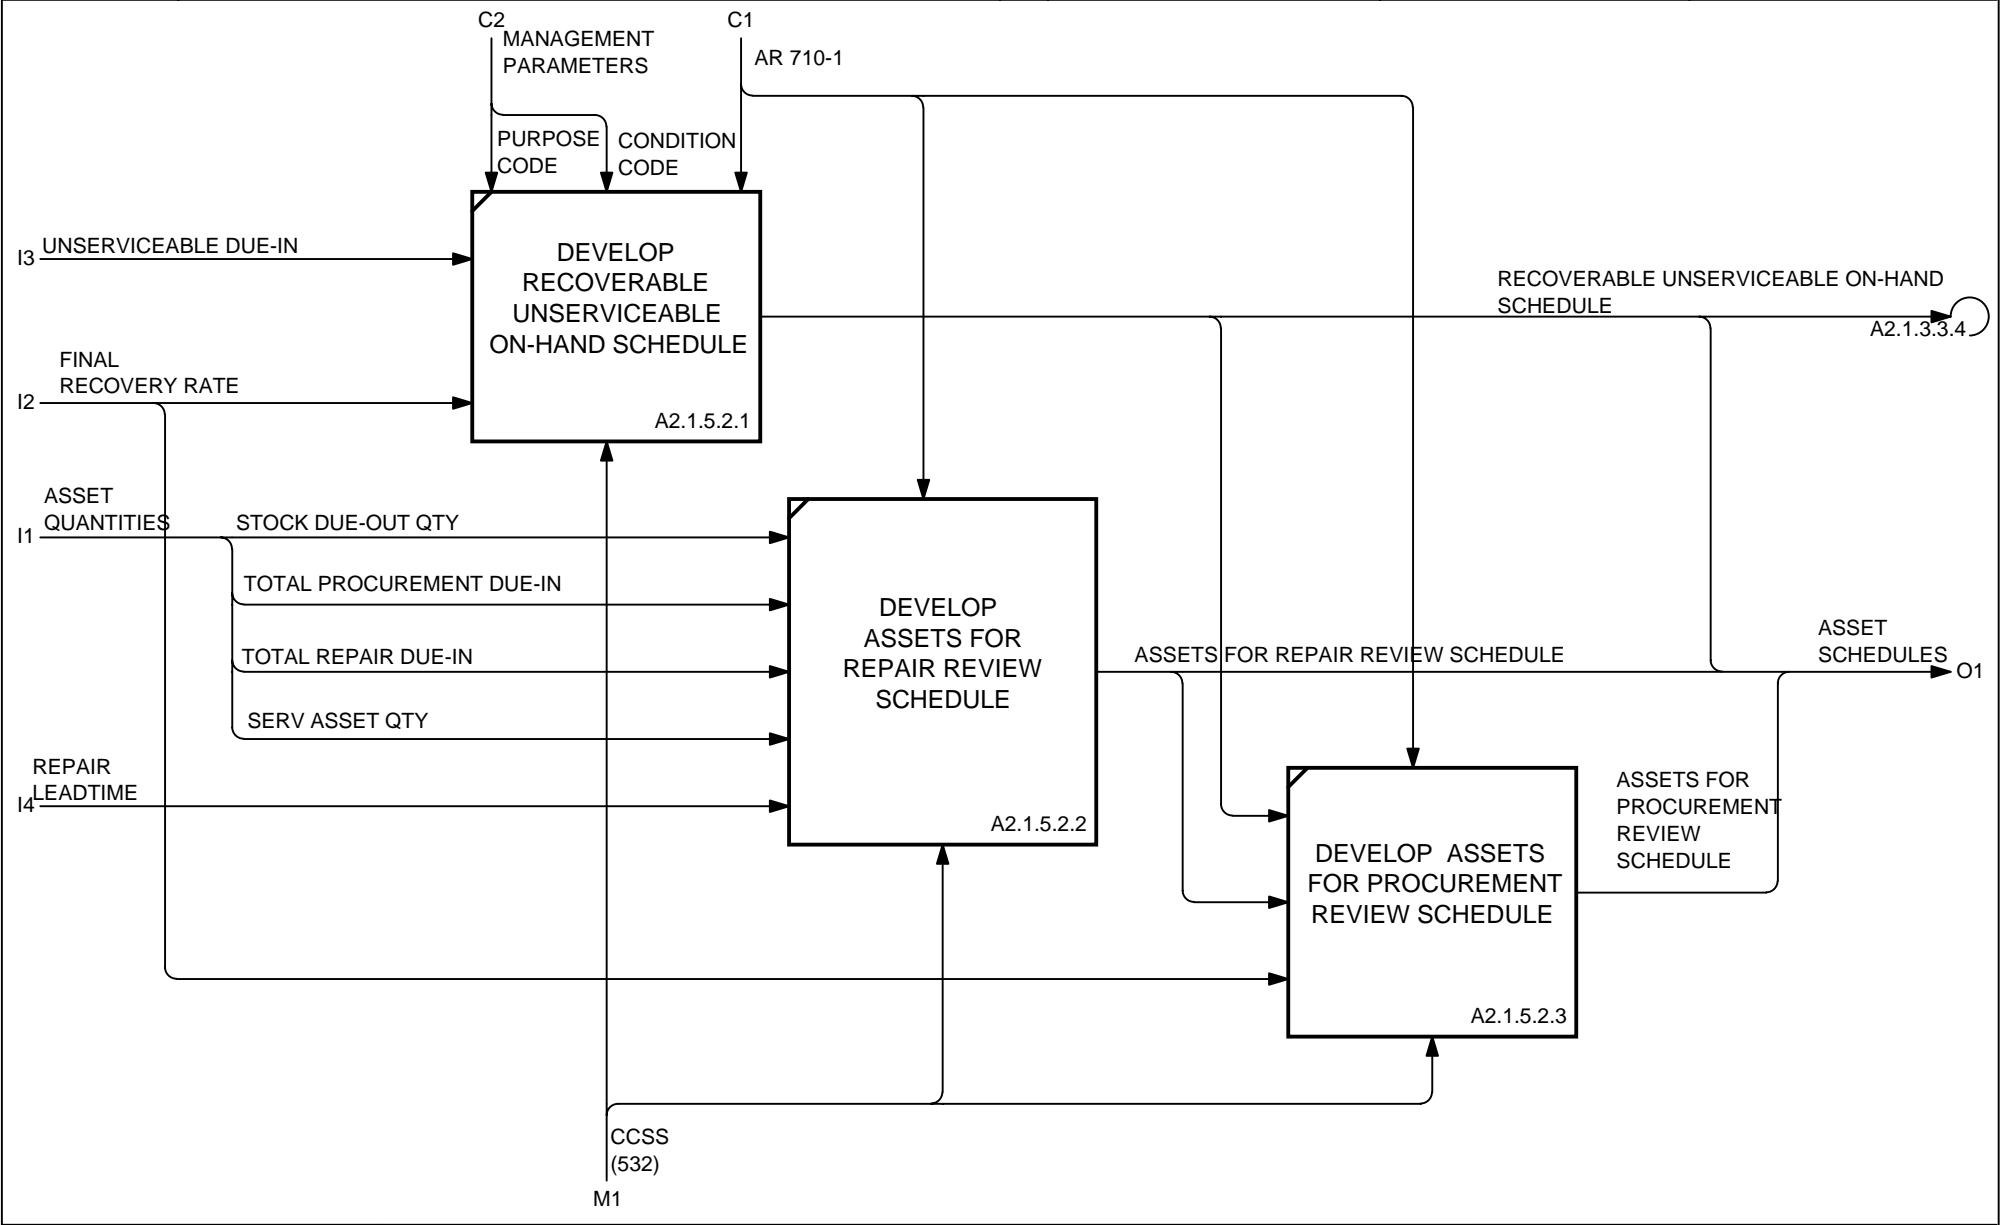 C2
MANAGEMENT
PARAMETERS
C1
AR 710-1
PURPOSE
CODE
CONDITION
CODE
I3
UNSERVICEABLE DUE-IN
DEVELOP
RECOVERABLE
UNSERVICEABLE
ON-HAND SCHEDULE
A2.1.5.2.1
RECOVERABLE UNSERVICEABLE ON-HAND
SCHEDULE
A2.1.3.3.4
FINAL
RECOVERY RATE
I2
ASSET
QUANTITIES
I1
STOCK DUE-OUT QTY
TOTAL PROCUREMENT DUE-IN
TOTAL REPAIR DUE-IN
SERV ASSET QTY
REPAIR
LEADTIME
I4
DEVELOP
ASSETS FOR
REPAIR REVIEW
SCHEDULE
A2.1.5.2.2
ASSETS FOR REPAIR REVIEW SCHEDULE
ASSET
SCHEDULES
O1
DEVELOP  ASSETS
FOR PROCUREMENT
REVIEW SCHEDULE
A2.1.5.2.3
ASSETS FOR
PROCUREMENT
REVIEW
SCHEDULE
CCSS
(532)
M1